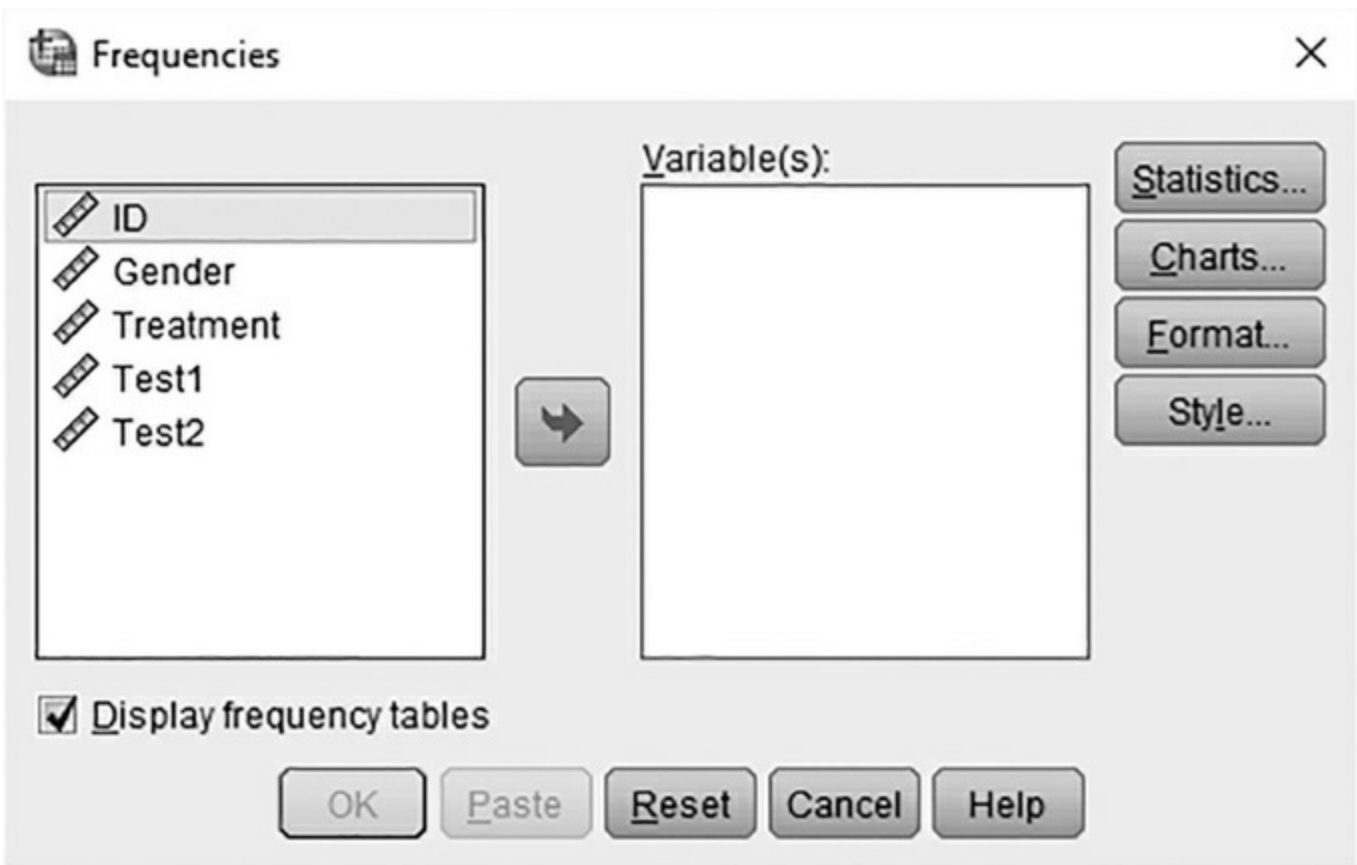 Frequencies
Variable(s):
ID
Gender
Treatment
Test1
Test2
Statistics...
Charts...
Format...
Style...
Display frequency tables
OK
Paste
Reset
Cancel
Help